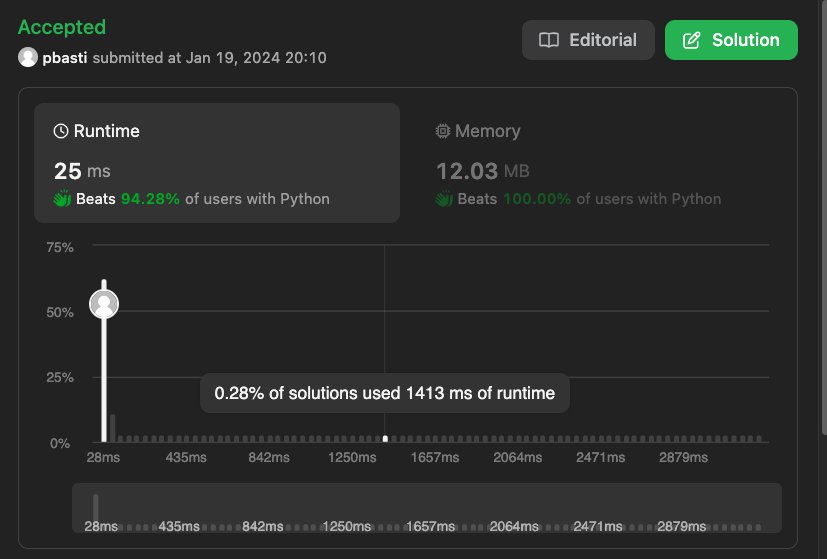 Accepted
Editorial
Solution
pbasti submitted at Jan 19, 2024 20:10
Runtime
Memory
25 ms
12.03 MB
Beats 94.28% of users with Python
Beats 100.00% of users with Python
75%
50%
25%
0.28% of solutions used 1413 ms of runtime
0%
28ms 435ms 842ms 1250ms 1657ms 2064ms 2471ms 2879ms
28ms 435ms 842ms 1250ms 1657ms 2064ms 2471ms 2879ms